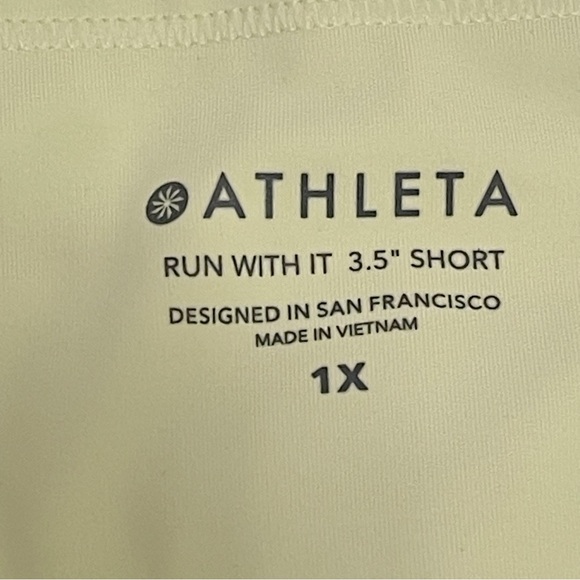 ATHLETA
RUN WITH IT 3.5" SHORT
DESIGNED IN SAN FRANCISCO
MADE IN VIETNAM
1X